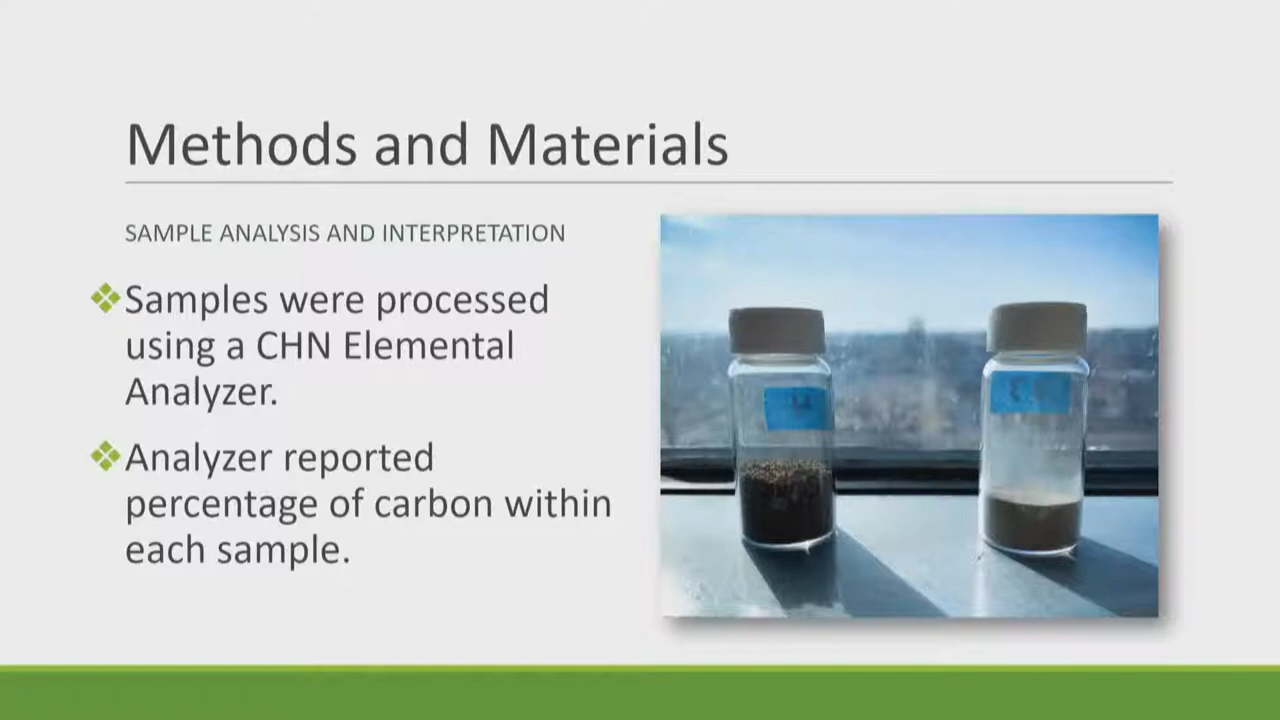 Methods and Materials
SAMPLE ANALYSIS AND INTERPRETATION
Samples were processed
using a CHN Elemental
Analyzer.
Analyzer reported
percentage of carbon within
each sample.